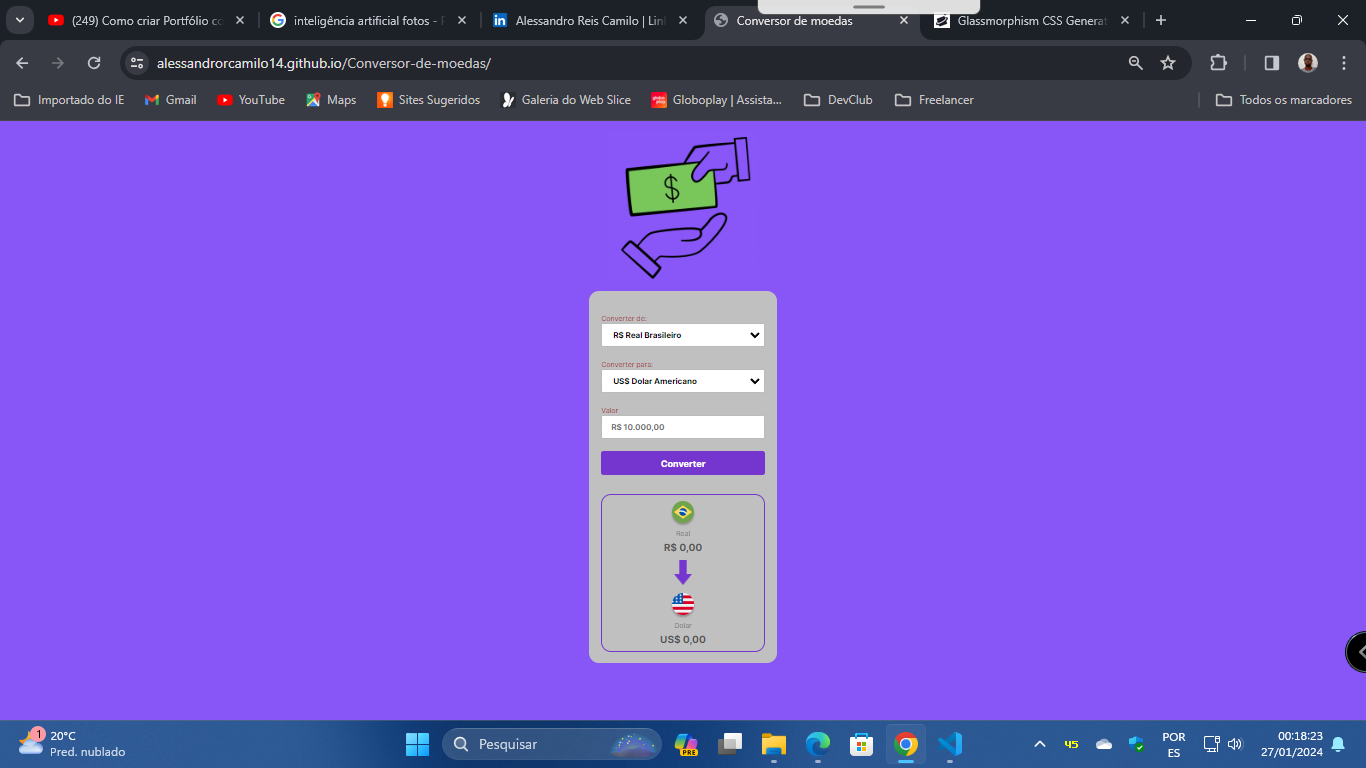 (249) Como criar Portfólio co
inteligência artificial fotos - P
Alessandro Reis Camilo | Lin
Conversor de moedas
Glassmorphism CSS Generat
alessandrorcamilo14.github.io/Conversor-de-moedas/
Importado do IE
Gmail
YouTube
Maps
Sites Sugeridos
Galeria do Web Slice
Globoplay | Assista...
DevClub
Freelancer
Todos os marcadores
$
Converter de:
R$ Real Brasileiro
Converter para:
US$ Dolar Americano
Valor
R$ 10.000,00
Converter
Real
R$ 0,00
Dolar
US$ 0,00
1
20°C
Pred. nublado
Pesquisar
PRE
POR
ES
00:18:23
27/01/2024